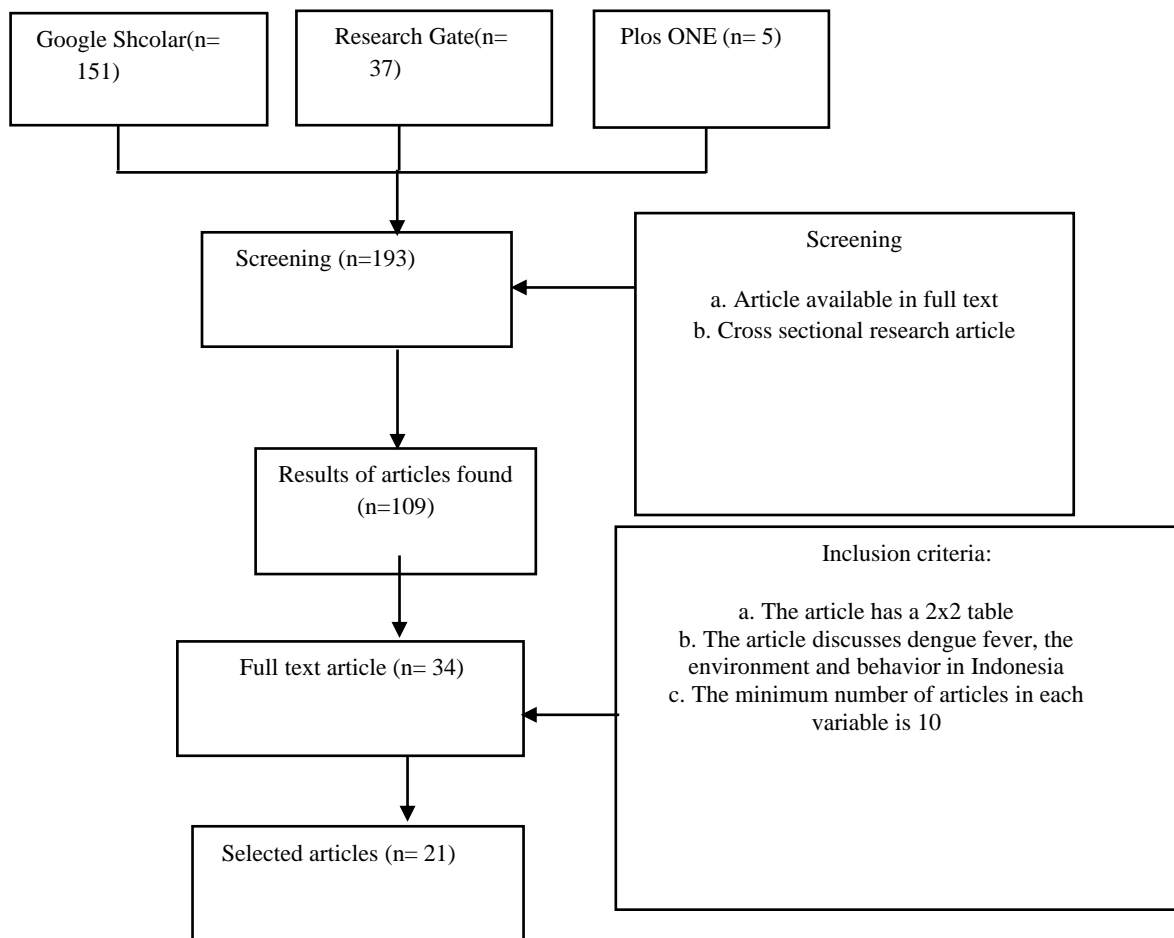 Google Shcolar(n=
151)
Research Gate(n=
37)
Plos ONE (n= 5)
Screening (n=193)
Screening
a. Article available in full text
b. Cross sectional research article
Results of articles found
(n=109)
Inclusion criteria:
a. The article has a 2x2 table
b. The article discusses dengue fever, the
environment and behavior in Indonesia
c. The minimum number of articles in each
variable is 10
Full text article (n= 34)
Selected articles (n= 21)